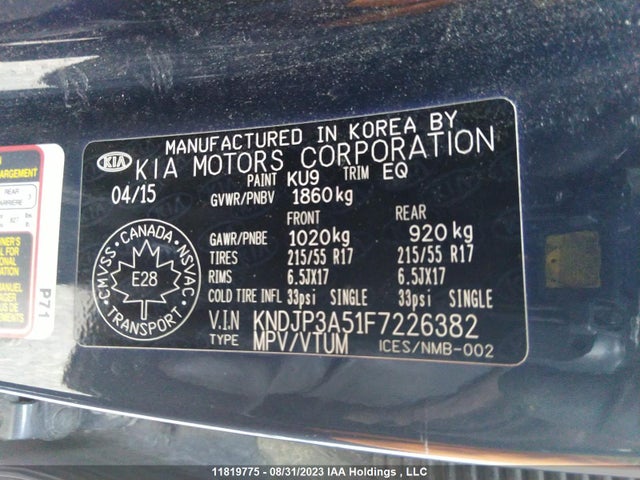 MANUFACTURED IN KOREA BY
KIA KIA MOTORS CORPORATION
04/15 PAINT KU9 TRIM EQ
GVWR/PNBV 1860kg
FRONT REAR
GAWR/PNBE 1020kg 920kg
TIRES 215/55 R17 215/55 R17
RIMS 6.5JX17 6.5JX17
COLD TIRE INFL 33psi SINGLE 33psi SINGLE
V.I.N KNDJP3A51F7226382
TYPE MPV/VTUM ICES/NMB-002
CMVSS · CANADA · NSVAC
E28
TRANSPORT
REAR
P71
11819775 - 08/31/2023 IAA Holdings , LLC